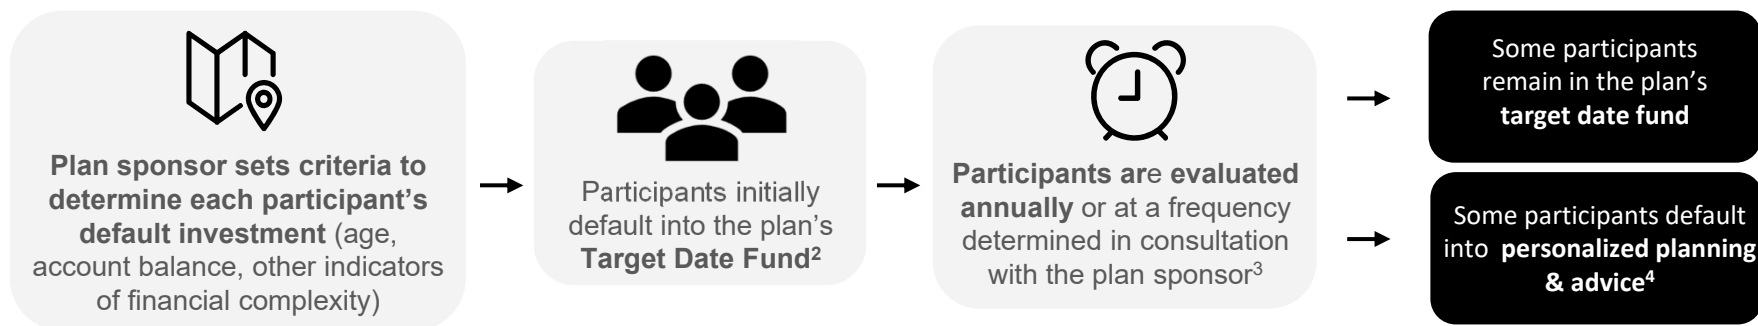 Plan sponsor sets criteria to
determine each participant’s
default investment (age,
account balance, other indicators
of financial complexity)
Participants initially
default into the plan’s
Target Date Fund²
Participants are evaluated
annually or at a frequency
determined in consultation
with the plan sponsor³
Some participants
remain in the plan’s
target date fund
Some participants default
into personalized planning
& advice⁴